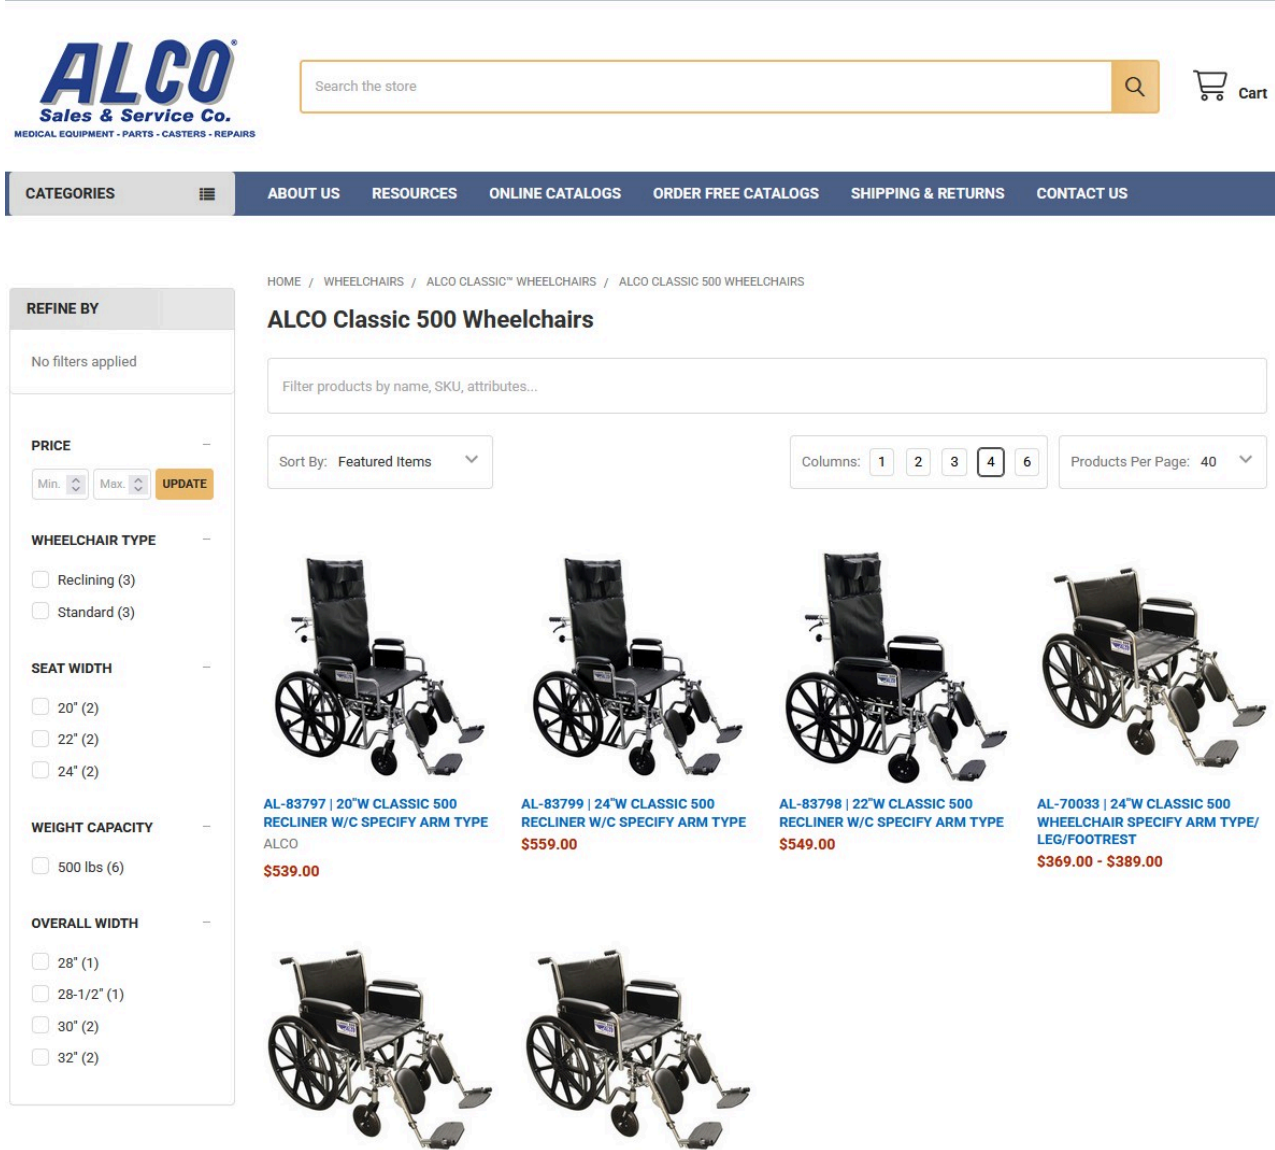 ALCO®
Sales & Service Co.
MEDICAL EQUIPMENT - PARTS - CASTERS - REPAIRS
Search the store
Cart
CATEGORIES
ABOUT US
RESOURCES
ONLINE CATALOGS
ORDER FREE CATALOGS
SHIPPING & RETURNS
CONTACT US
HOME / WHEELCHAIRS / ALCO CLASSIC™ WHEELCHAIRS / ALCO CLASSIC 500 WHEELCHAIRS
REFINE BY
No filters applied
PRICE
Min.
Max.
UPDATE
WHEELCHAIR TYPE
Reclining (3)
Standard (3)
SEAT WIDTH
20" (2)
22" (2)
24" (2)
WEIGHT CAPACITY
500 lbs (6)
OVERALL WIDTH
28" (1)
28-1/2" (1)
30" (2)
32" (2)
ALCO Classic 500 Wheelchairs
Filter products by name, SKU, attributes...
Sort By: Featured Items
Columns: 1 2 3 4 6
Products Per Page: 40
AL-83797 | 20"W CLASSIC 500
RECLINER W/C SPECIFY ARM TYPE
ALCO
$539.00
AL-83799 | 24"W CLASSIC 500
RECLINER W/C SPECIFY ARM TYPE
$559.00
AL-83798 | 22"W CLASSIC 500
RECLINER W/C SPECIFY ARM TYPE
$549.00
AL-70033 | 24"W CLASSIC 500
WHEELCHAIR SPECIFY ARM TYPE/
LEG/FOOTREST
$369.00 - $389.00